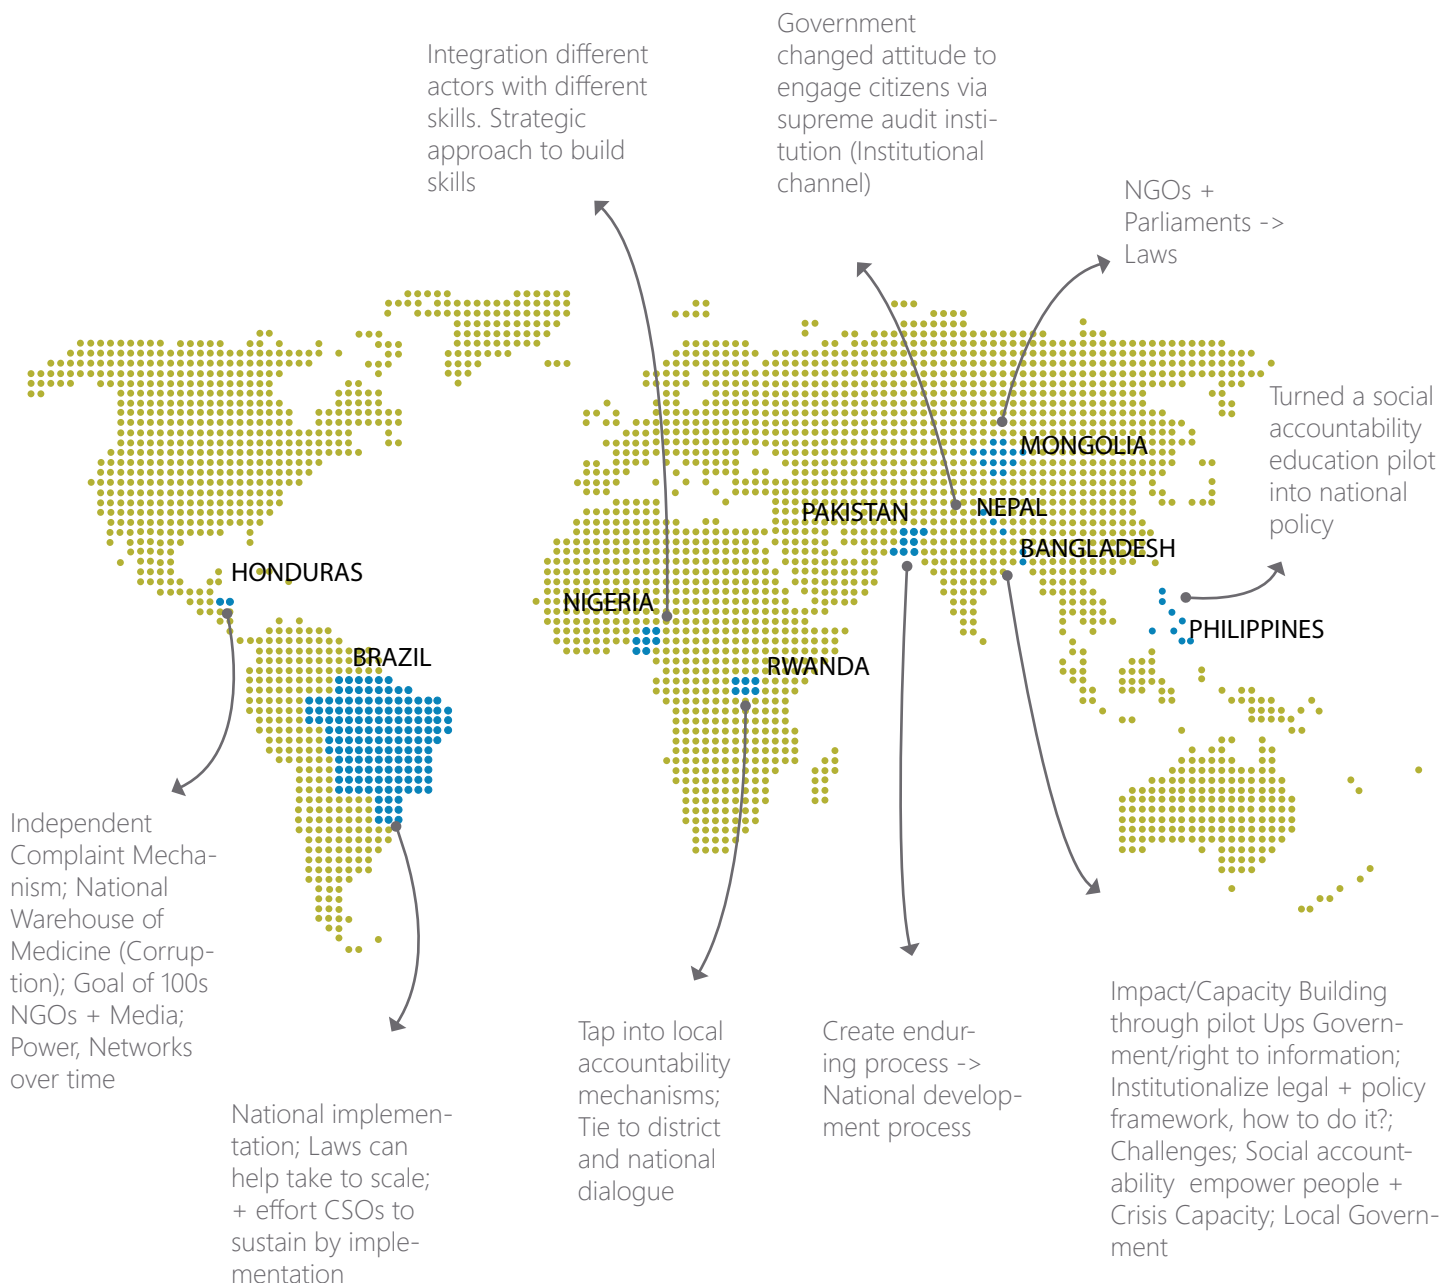 Government
changed attitude to
engage citizens via
supreme audit insti-
tution (Institutional
channel)
Integration different
actors with different
skills. Strategic
approach to build
skills
NGOs +
Parliaments ->
Laws
Turned a social
accountability
education pilot
into national
policy
MONGOLIA
PAKISTAN
NEPAL
BANGLADESH
HONDURAS
NIGERIA
PHILIPPINES
BRAZIL
RWANDA
Independent
Complaint Mecha-
nism; National
Warehouse of
Medicine (Corrup-
tion); Goal of 100s
NGOs + Media;
Power, Networks
over time
National implemen-
tation; Laws can
help take to scale;
+ effort CSOs to
sustain by imple-
mentation
Tap into local
accountability
mechanisms;
Tie to district
and national
dialogue
Create endur-
ing process ->
National develop-
ment process
Impact/Capacity Building
through pilot Ups Govern-
ment/right to information;
Institutionalize legal + policy
framework, how to do it?;
Challenges; Social account-
ability  empower people +
Crisis Capacity; Local Govern-
ment